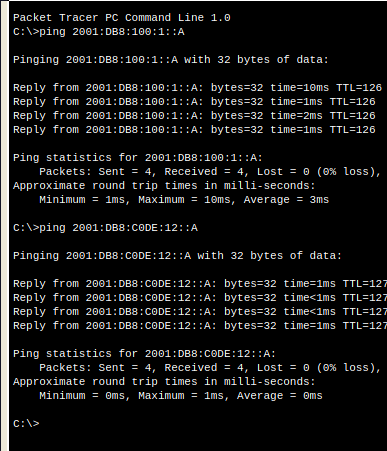 Packet Tracer PC Command Line 1.0
C:\>ping 2001:DB8:100:1::A
Pinging 2001:DB8:100:1::A with 32 bytes of data:
Reply from 2001:DB8:100:1::A: bytes=32 time=10ms TTL=126
Reply from 2001:DB8:100:1::A: bytes=32 time=1ms TTL=126
Reply from 2001:DB8:100:1::A: bytes=32 time=2ms TTL=126
Reply from 2001:DB8:100:1::A: bytes=32 time=1ms TTL=126
Ping statistics for 2001:DB8:100:1::A:
Packets: Sent = 4, Received = 4, Lost = 0 (0% loss),
Approximate round trip times in milli-seconds:
Minimum = 1ms, Maximum = 10ms, Average = 3ms
C:\>ping 2001:DB8:C0DE:12::A
Pinging 2001:DB8:C0DE:12::A with 32 bytes of data:
Reply from 2001:DB8:C0DE:12::A: bytes=32 time=1ms TTL=127
Reply from 2001:DB8:C0DE:12::A: bytes=32 time<1ms TTL=127
Reply from 2001:DB8:C0DE:12::A: bytes=32 time<1ms TTL=127
Reply from 2001:DB8:C0DE:12::A: bytes=32 time=1ms TTL=127
Ping statistics for 2001:DB8:C0DE:12::A:
Packets: Sent = 4, Received = 4, Lost = 0 (0% loss),
Approximate round trip times in milli-seconds:
Minimum = 0ms, Maximum = 1ms, Average = 0ms
C:\>